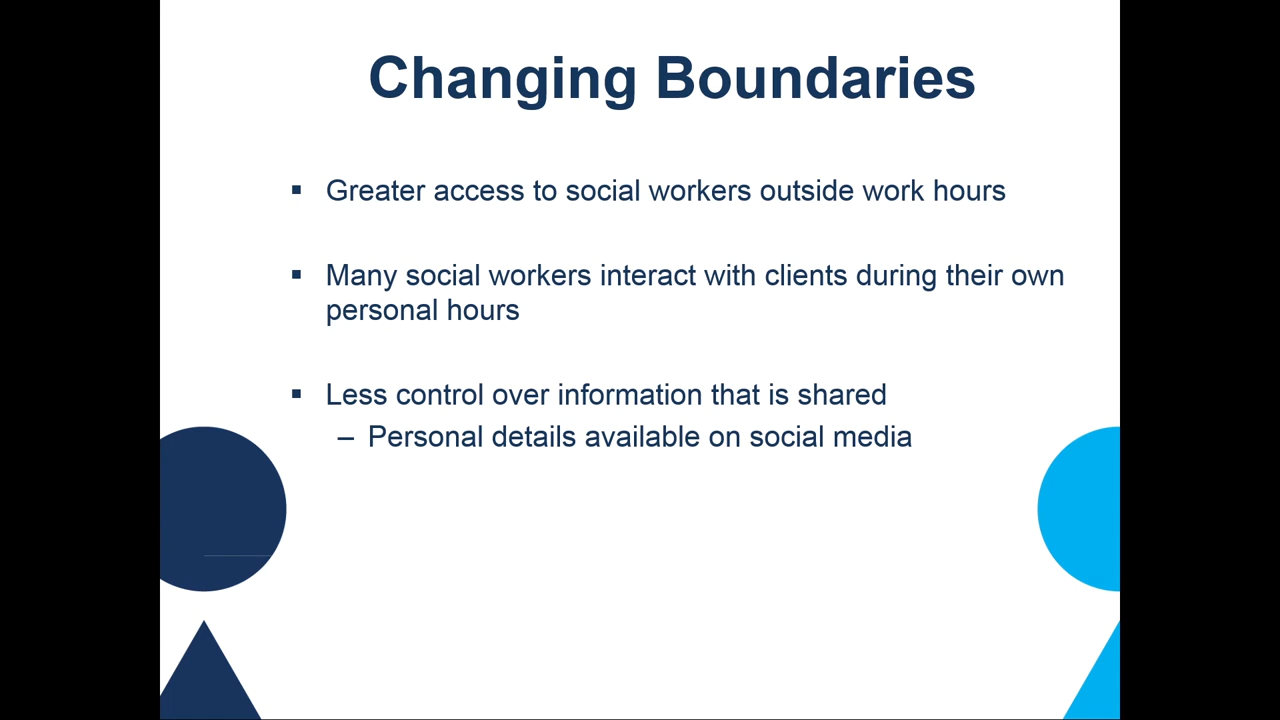 Changing Boundaries
▪ Greater access to social workers outside work hours
▪ Many social workers interact with clients during their own
personal hours
▪ Less control over information that is shared
– Personal details available on social media